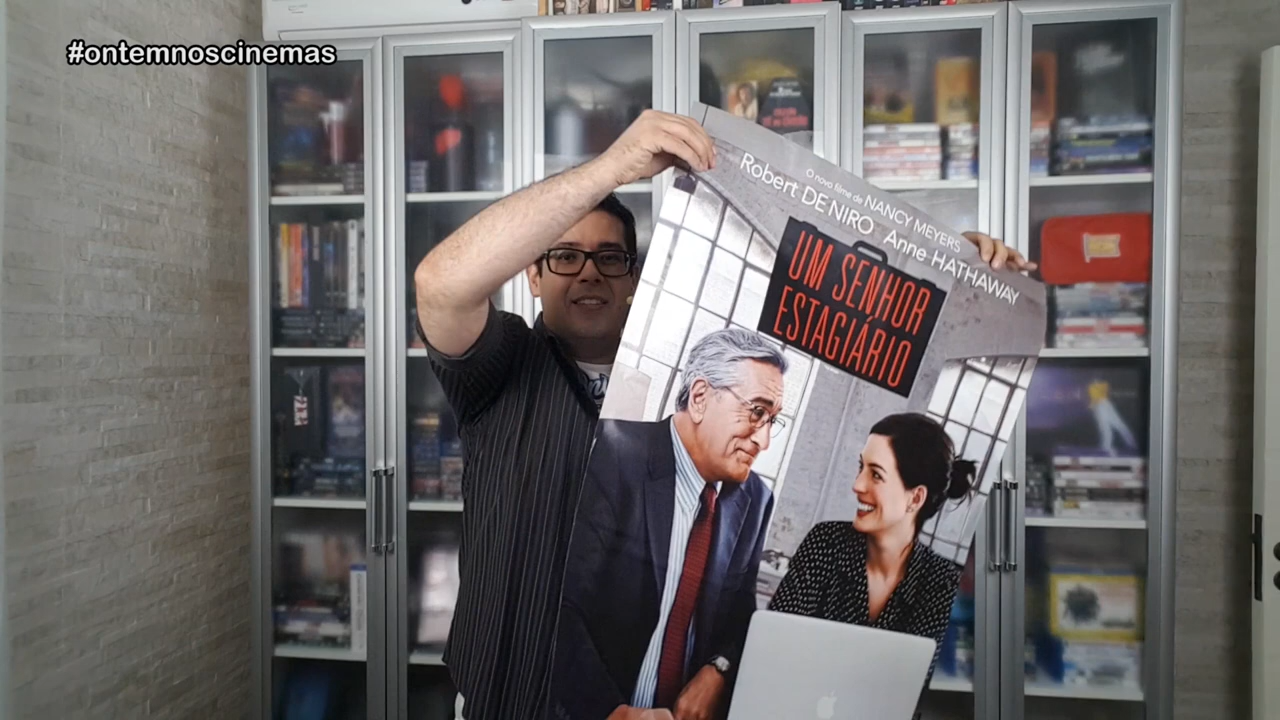 #ontemnoscinemas
O novo filme de NANCY MEYERS
Robert DE NIRO Anne HATHAWAY
UM SENHOR
ESTAGIÁRIO